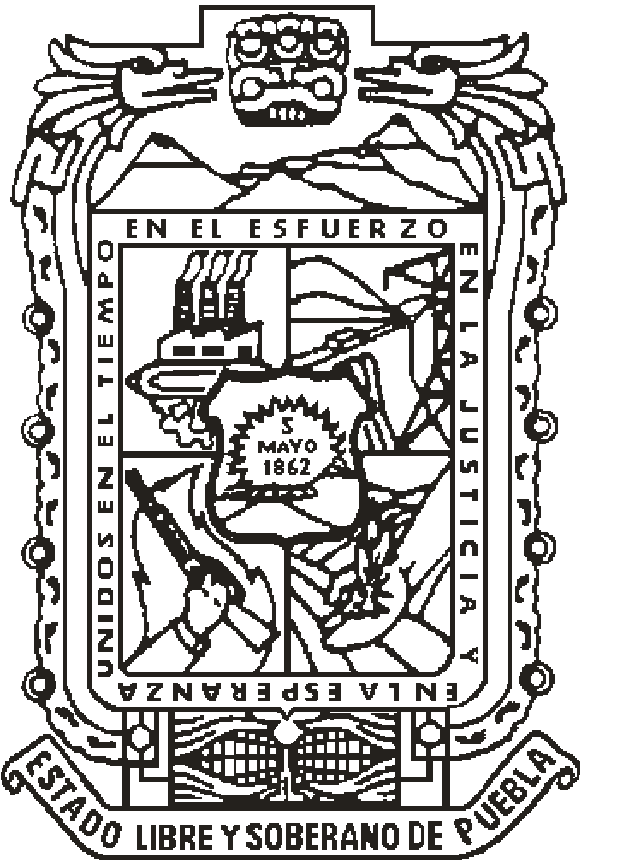 UNIDOS EN EL TIEMPO
EN EL ESFUERZO
EN LA JUSTICIA Y
EN LA ESPERANZA
5
MAYO
1862
ESTADO LIBRE Y SOBERANO DE PUEBLA